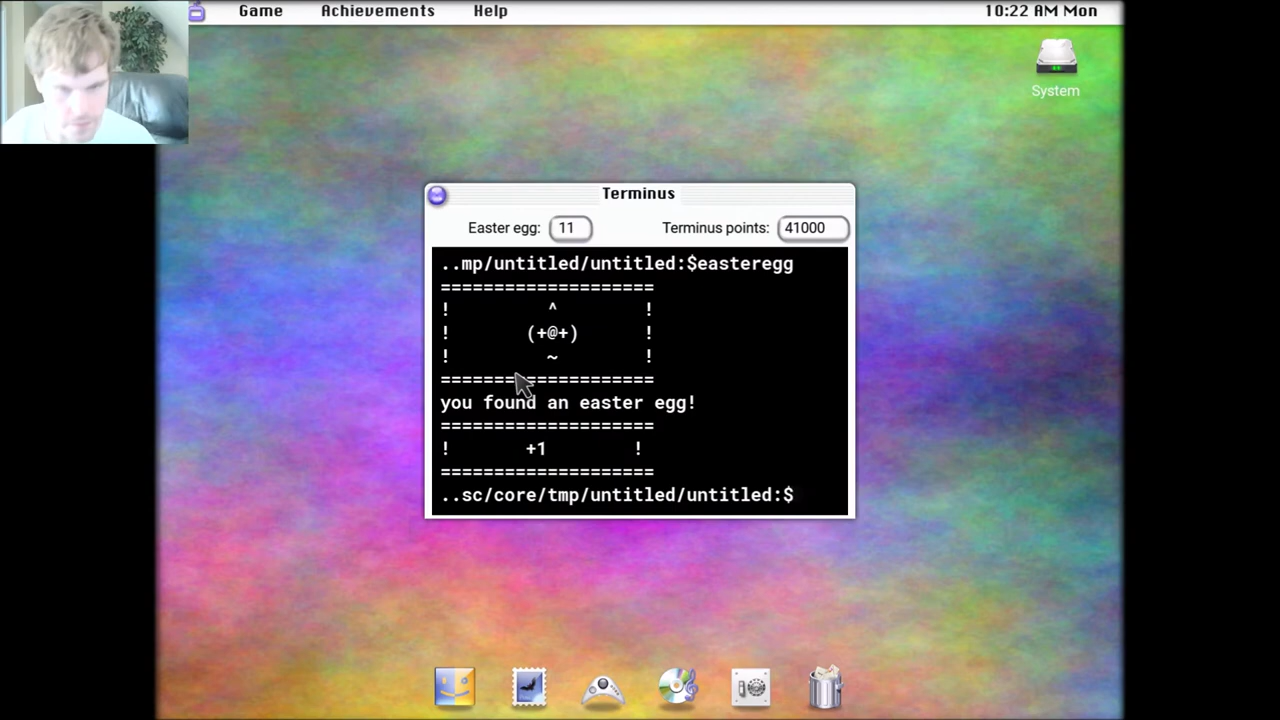 Game Achievements Help 10:22 AM Mon
System
Terminus
Easter egg: 11 Terminus points: 41000
..mp/untitled/untitled:$easteregg
====================
! ^ !
! (+@+) !
! ~ !
====================
you found an easter egg!
====================
! +1 !
====================
..sc/core/tmp/untitled/untitled:$